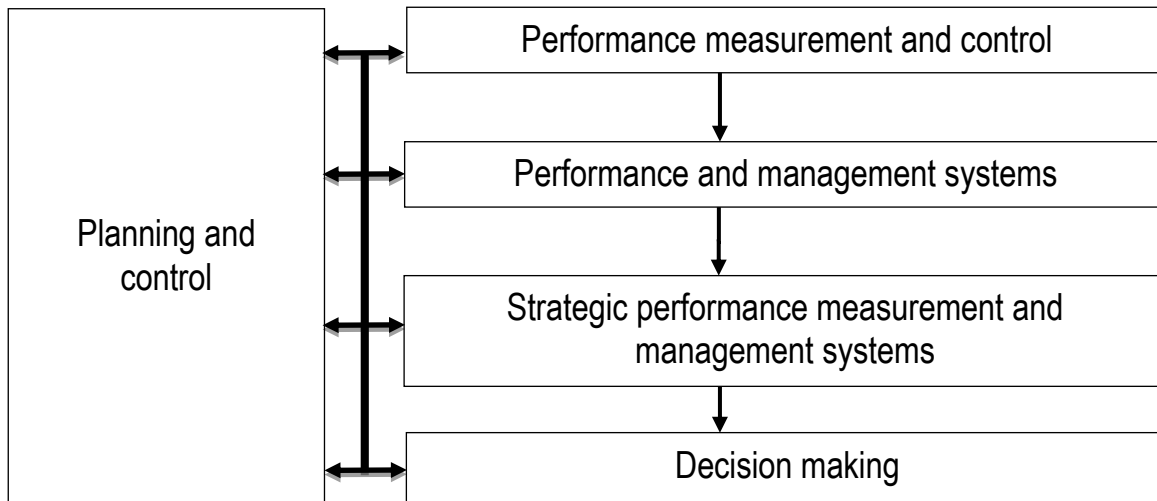 Planning and
control
Performance measurement and control
Performance and management systems
Strategic performance measurement and
management systems
Decision making